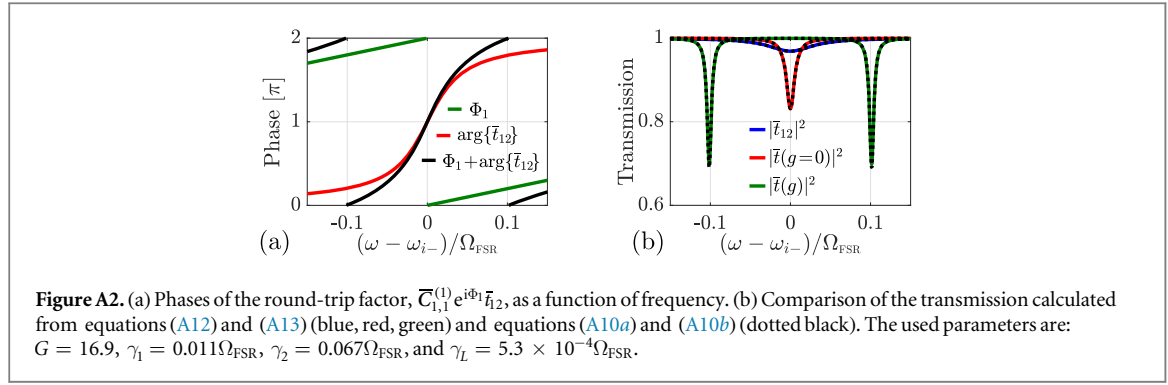 2
1
0
Phase [π]
Φ₁
arg{t̄₁₂}
Φ₁+arg{t̄₁₂}
-0.1 0 0.1
(a) (ω − ωᵢ₋)/Ω_FSR
1
0.8
0.6
Transmission
|t̄₁₂|²
|t̄(g=0)|²
|t̄(g)|²
-0.1 0 0.1
(b) (ω − ωᵢ₋)/Ω_FSR
Figure A2. (a) Phases of the round-trip factor, C̄₁,₁⁽¹⁾ e^{iΦ₁} t̄₁₂, as a function of frequency. (b) Comparison of the transmission calculated
from equations (A12) and (A13) (blue, red, green) and equations (A10a) and (A10b) (dotted black). The used parameters are:
G = 16.9, γ₁ = 0.011Ω_FSR, γ₂ = 0.067Ω_FSR, and γ_L = 5.3 × 10⁻⁴Ω_FSR.